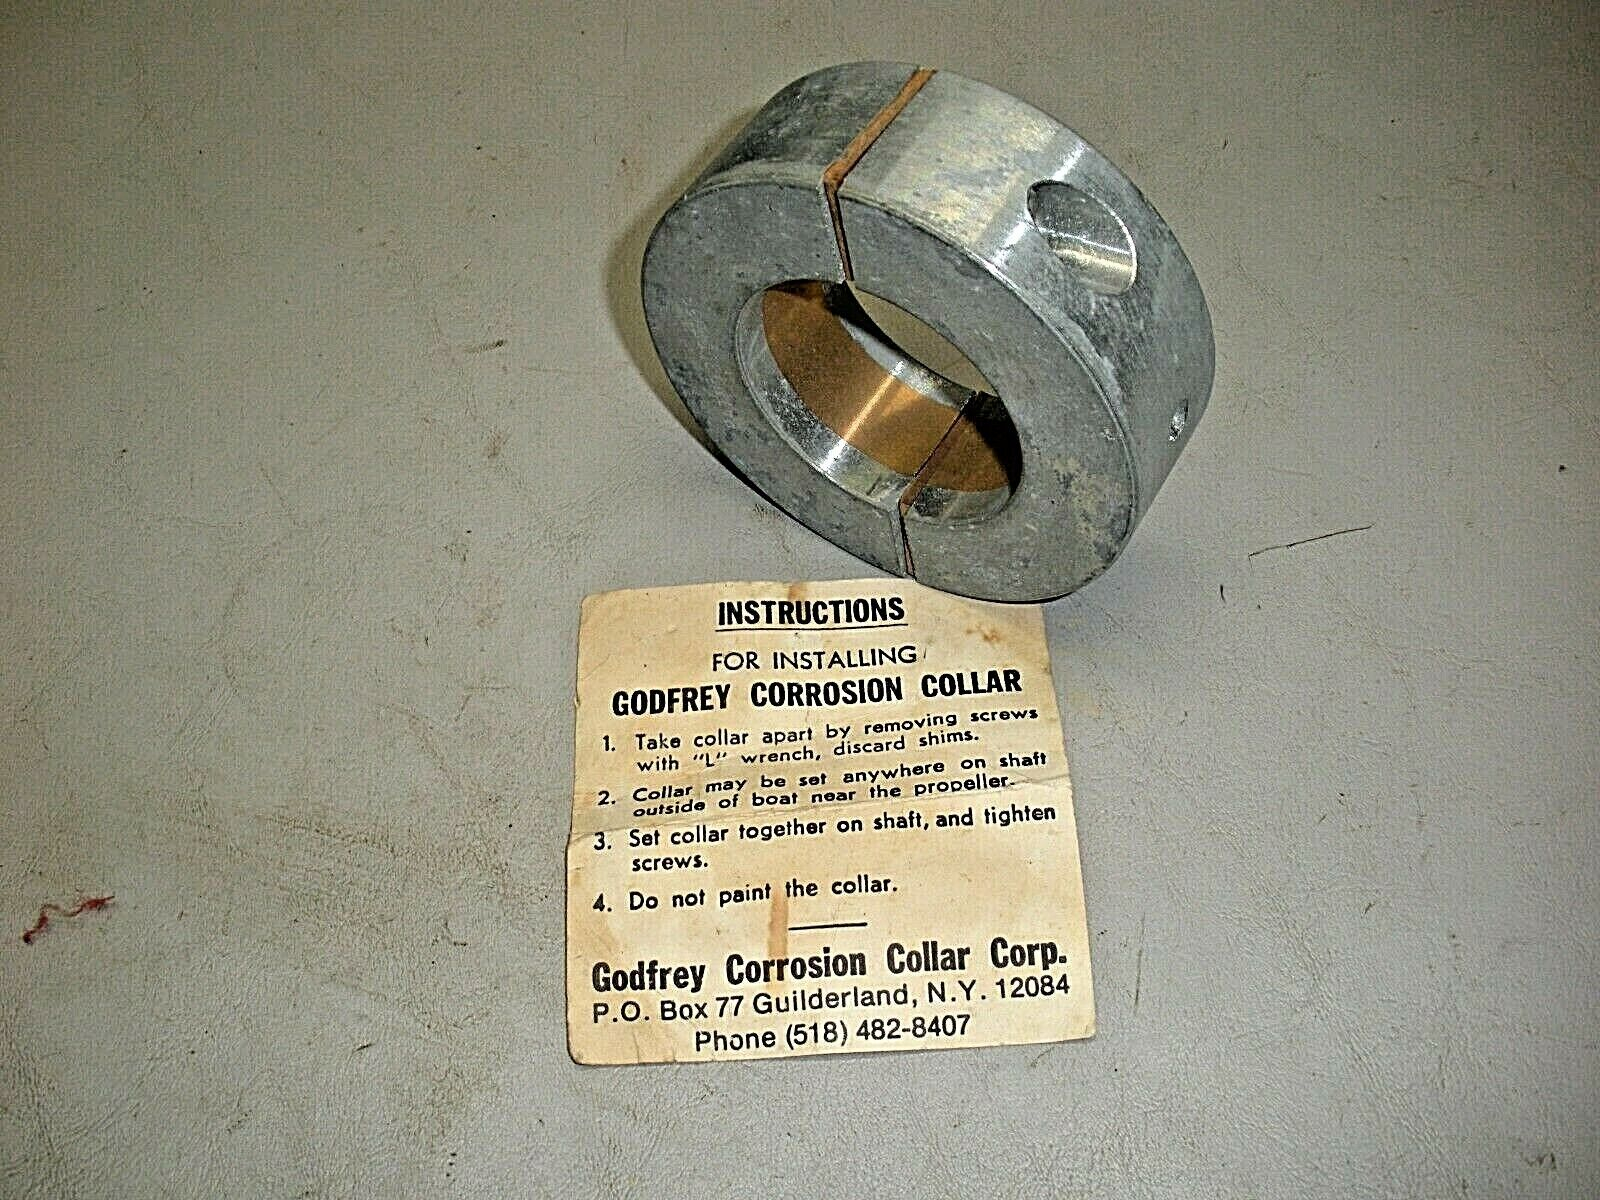 INSTRUCTIONS
FOR INSTALLING
GODFREY CORROSION COLLAR
1. Take collar apart by removing screws
with "L" wrench, discard shims.
2. Collar may be set anywhere on shaft
outside of boat near the propeller.
3. Set collar together on shaft, and tighten
screws.
4. Do not paint the collar.
Godfrey Corrosion Collar Corp.
P.O. Box 77 Guilderland, N.Y. 12084
Phone (518) 482-8407